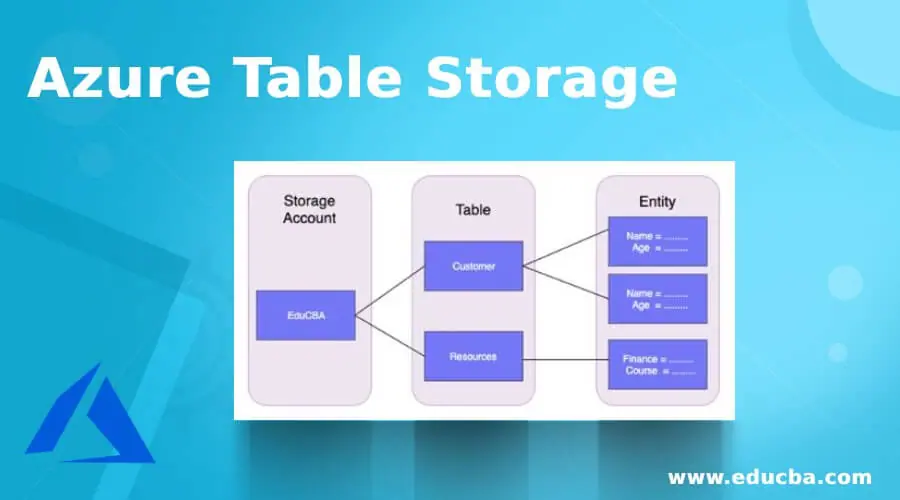 Azure Table Storage
Storage
Account
EduCBA
Table
Customer
Resources
Entity
Name = .........
Age = .........
Name = .........
Age = .........
Finance = .........
Course = .........
www.educba.com